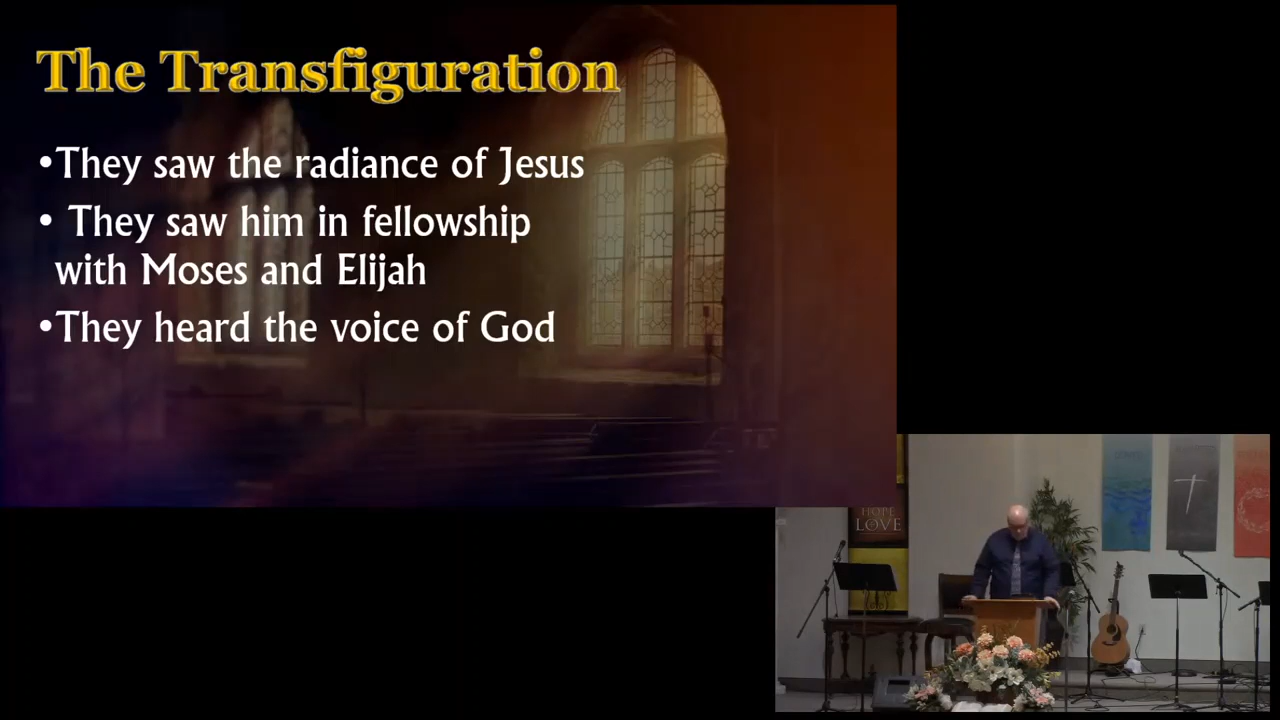 The Transfiguration
•They saw the radiance of Jesus
• They saw him in fellowship
with Moses and Elijah
•They heard the voice of God
HOPE
LOVE